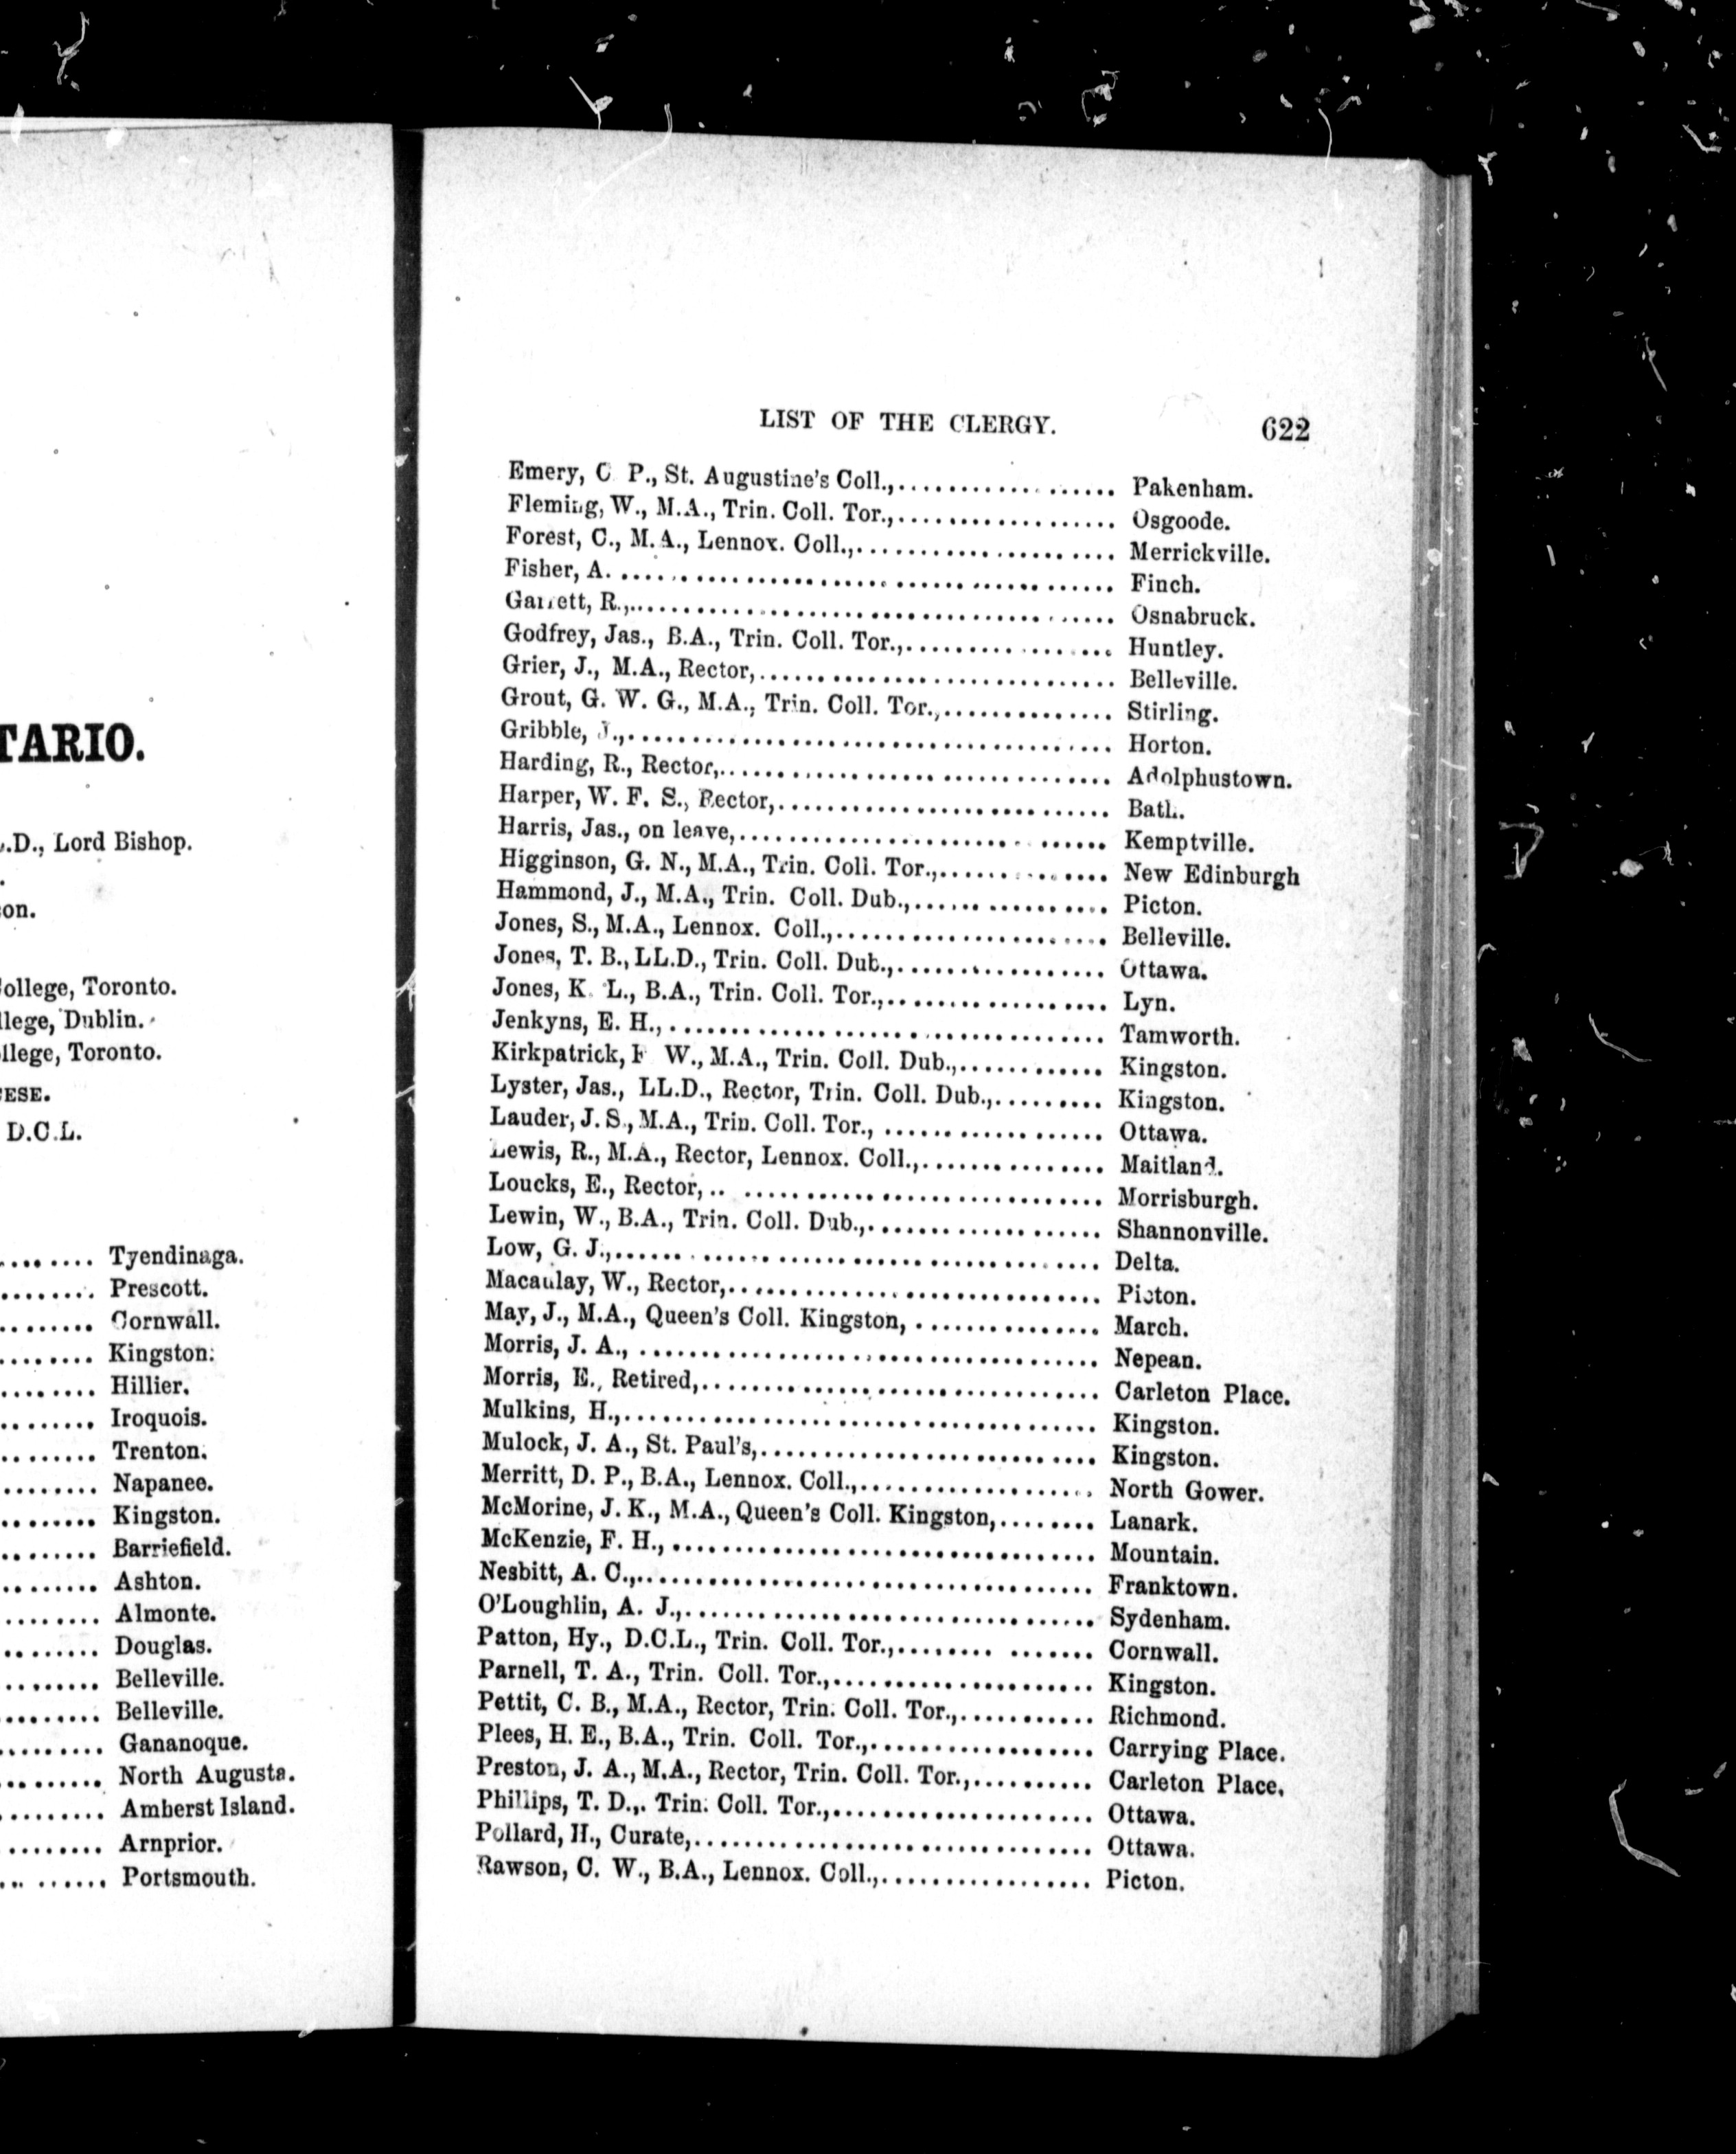 TARIO.
.D., Lord Bishop.
on.
ollege, Toronto.
llege, Dublin.
llege, Toronto.
ESE.
D.C.L.
........ Tyendinaga.
........ Prescott.
........ Cornwall.
........ Kingston.
........ Hillier.
........ Iroquois.
........ Trenton.
........ Napanee.
........ Kingston.
........ Barriefield.
........ Ashton.
........ Almonte.
........ Douglas.
........ Belleville.
........ Belleville.
........ Gananoque.
........ North Augusta.
........ Amherst Island.
........ Arnprior.
........ Portsmouth.
LIST OF THE CLERGY. 622
Emery, C P., St. Augustine's Coll.,.................. Pakenham.
Fleming, W., M.A., Trin. Coll. Tor.,.................. Osgoode.
Forest, C., M.A., Lennox. Coll.,..................... Merrickville.
Fisher, A. ........................................ Finch.
Garrett, R.,....................................... Osnabruck.
Godfrey, Jas., B.A., Trin. Coll. Tor.,................. Huntley.
Grier, J., M.A., Rector,............................. Belleville.
Grout, G. W. G., M.A., Trin. Coll. Tor.,.............. Stirling.
Gribble, J.,....................................... Horton.
Harding, R., Rector,................................ Adolphustown.
Harper, W. F. S., Rector,........................... Bath.
Harris, Jas., on leave,.............................. Kemptville.
Higginson, G. N., M.A., Trin. Coll. Tor.,.............. New Edinburgh
Hammond, J., M.A., Trin. Coll. Dub.,................ Picton.
Jones, S., M.A., Lennox. Coll.,...................... Belleville.
Jones, T. B., LL.D., Trin. Coll. Dub.,................. Ottawa.
Jones, K. L., B.A., Trin. Coll. Tor.,.................. Lyn.
Jenkyns, E. H., ................................... Tamworth.
Kirkpatrick, F W., M.A., Trin. Coll. Dub.,............ Kingston.
Lyster, Jas., LL.D., Rector, Trin. Coll. Dub.,......... Kingston.
Lauder, J. S., M.A., Trin. Coll. Tor., .................. Ottawa.
Lewis, R., M.A., Rector, Lennox. Coll.,............... Maitland.
Loucks, E., Rector, .. ............................. Morrisburgh.
Lewin, W., B.A., Trin. Coll. Dub.,................... Shannonville.
Low, G. J.,....................................... Delta.
Macaulay, W., Rector,.............................. Picton.
May, J., M.A., Queen's Coll. Kingston, ............... March.
Morris, J. A., ..................................... Nepean.
Morris, E., Retired,................................ Carleton Place.
Mulkins, H.,...................................... Kingston.
Mulock, J. A., St. Paul's,........................... Kingston.
Merritt, D. P., B.A., Lennox. Coll.,................... North Gower.
McMorine, J. K., M.A., Queen's Coll. Kingston,........ Lanark.
McKenzie, F. H., .................................. Mountain.
Nesbitt, A. C.,..................................... Franktown.
O'Loughlin, A. J.,................................. Sydenham.
Patton, Hy., D.C.L., Trin. Coll. Tor.,........ ....... Cornwall.
Parnell, T. A., Trin. Coll. Tor.,..................... Kingston.
Pettit, C. B., M.A., Rector, Trin. Coll. Tor.,........... Richmond.
Plees, H. E., B.A., Trin. Coll. Tor.,.................. Carrying Place.
Preston, J. A., M.A., Rector, Trin. Coll. Tor.,.......... Carleton Place.
Phillips, T. D.,. Trin. Coll. Tor.,..................... Ottawa.
Pollard, H., Curate,................................ Ottawa.
Rawson, C. W., B.A., Lennox. Coll.,................. Picton.